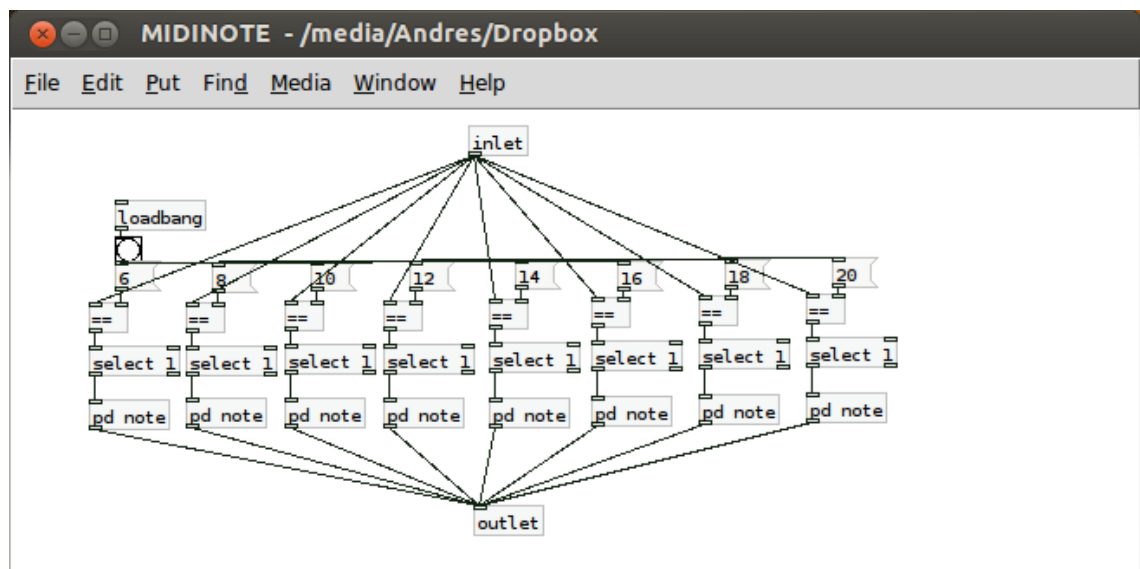 MIDINOTE - /media/Andres/Dropbox
File Edit Put Find Media Window Help
inlet
loadbang
6 8 10 12 14 16 18 20
== == == == == == == ==
select 1 select 1 select 1 select 1 select 1 select 1 select 1 select 1
pd note pd note pd note pd note pd note pd note pd note pd note
outlet